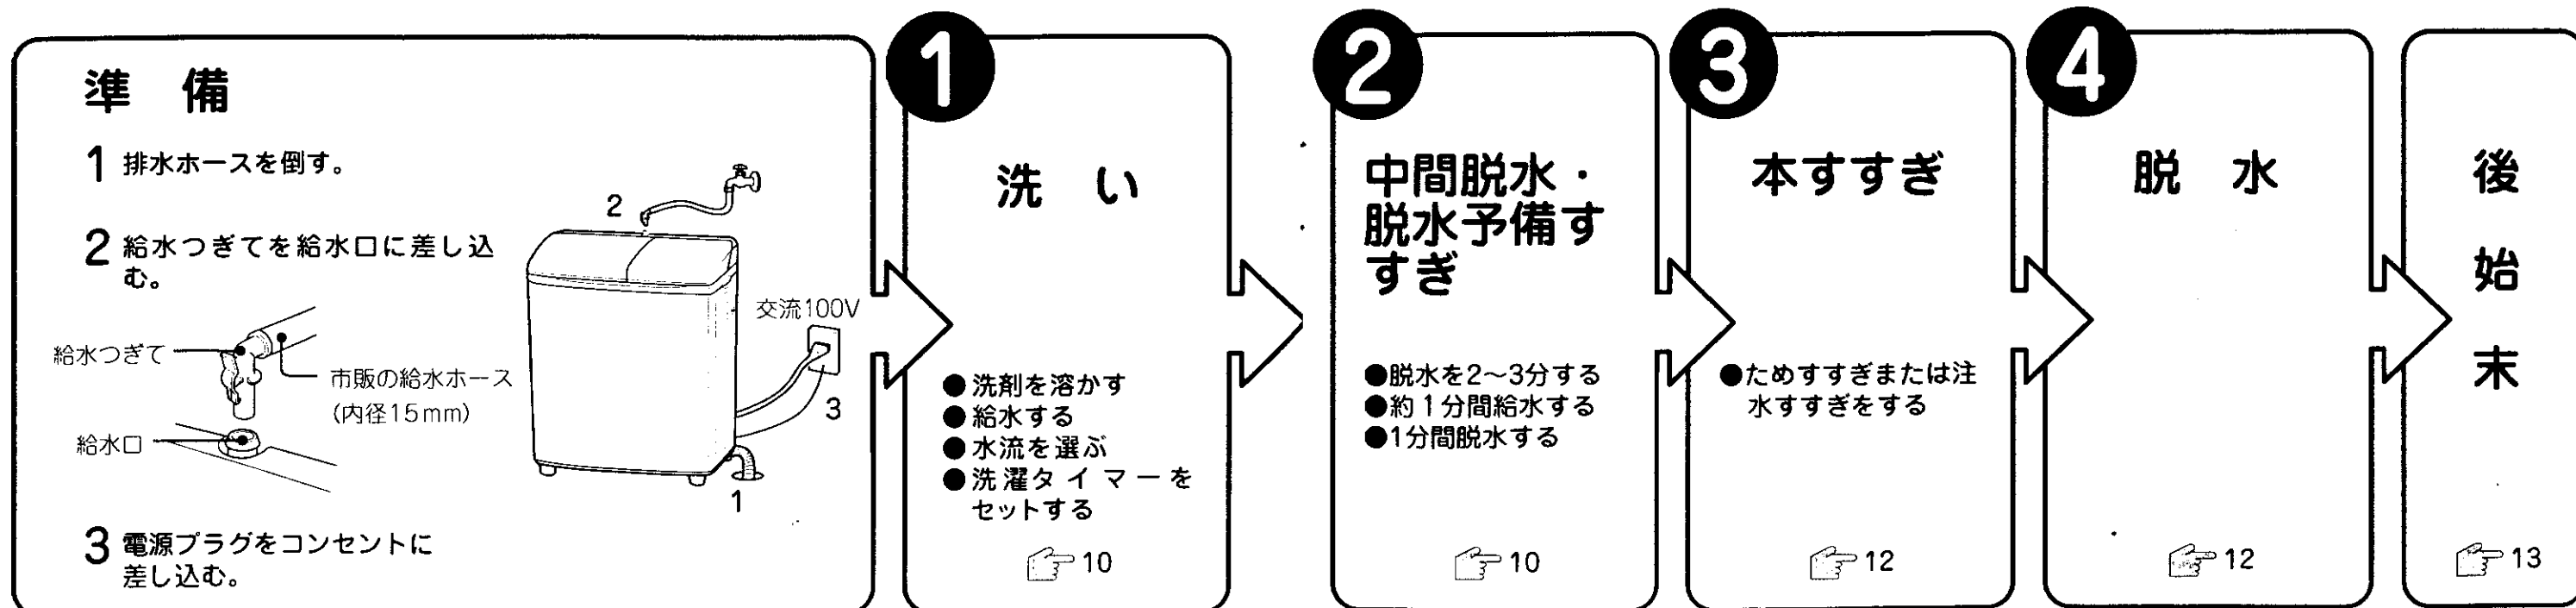 準 備
1 排水ホースを倒す。
2 給水つぎてを給水口に差し込
む。
給水つぎて
市販の給水ホース
(内径15mm)
給水口
2
交流100V
3
1
3 電源プラグをコンセントに
差し込む。
1
洗 い
●洗剤を溶かす
●給水する
●水流を選ぶ
●洗濯タイマーを
セットする
10
2
中間脱水・
脱水予備す
すぎ
●脱水を2〜3分する
●約1分間給水する
●1分間脱水する
10
3
本すすぎ
●ためすすぎまたは注
水すすぎをする
12
4
脱 水
12
後始末
13